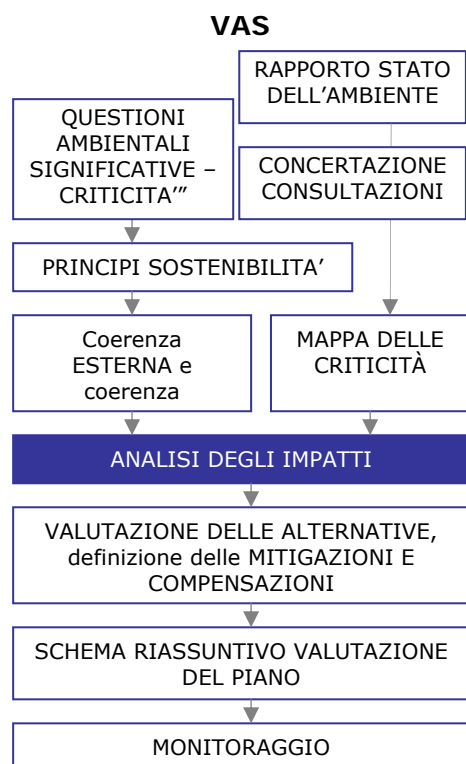 VAS
RAPPORTO STATO
DELL’AMBIENTE
QUESTIONI
AMBIENTALI
SIGNIFICATIVE –
CRITICITA’”
CONCERTAZIONE
CONSULTAZIONI
PRINCIPI SOSTENIBILITA’
Coerenza
ESTERNA e
coerenza
MAPPA DELLE
CRITICITÀ
ANALISI DEGLI IMPATTI
VALUTAZIONE DELLE ALTERNATIVE,
definizione delle MITIGAZIONI E
COMPENSAZIONI
SCHEMA RIASSUNTIVO VALUTAZIONE
DEL PIANO
MONITORAGGIO